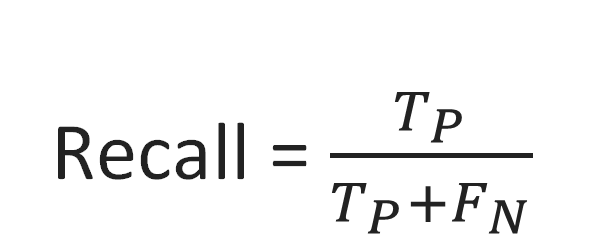 Recall = T_P / (T_P + F_N)